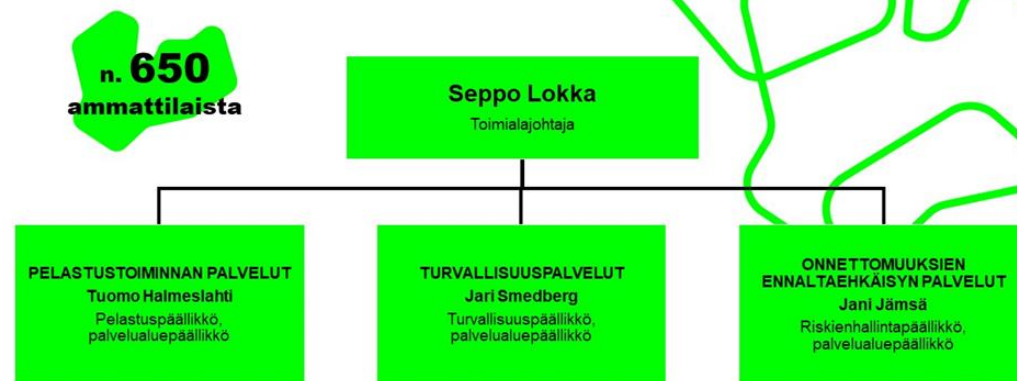 n. 650
ammattilaista
Seppo Lokka
Toimialajohtaja
PELASTUSTOIMINNAN PALVELUT
Tuomo Halmeslahti
Pelastuspäällikkö,
palvelualuepäällikkö
TURVALLISUUSPALVELUT
Jari Smedberg
Turvallisuuspäällikkö,
palvelualuepäällikkö
ONNETTOMUUKSIEN
ENNALTAEHKÄISYN PALVELUT
Jani Jämsä
Riskienhallintapäällikkö,
palvelualuepäällikkö